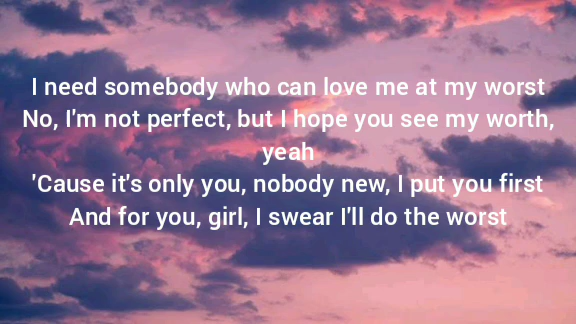 I need somebody who can love me at my worst
No, I'm not perfect, but I hope you see my worth,
yeah
'Cause it's only you, nobody new, I put you first
And for you, girl, I swear I'll do the worst